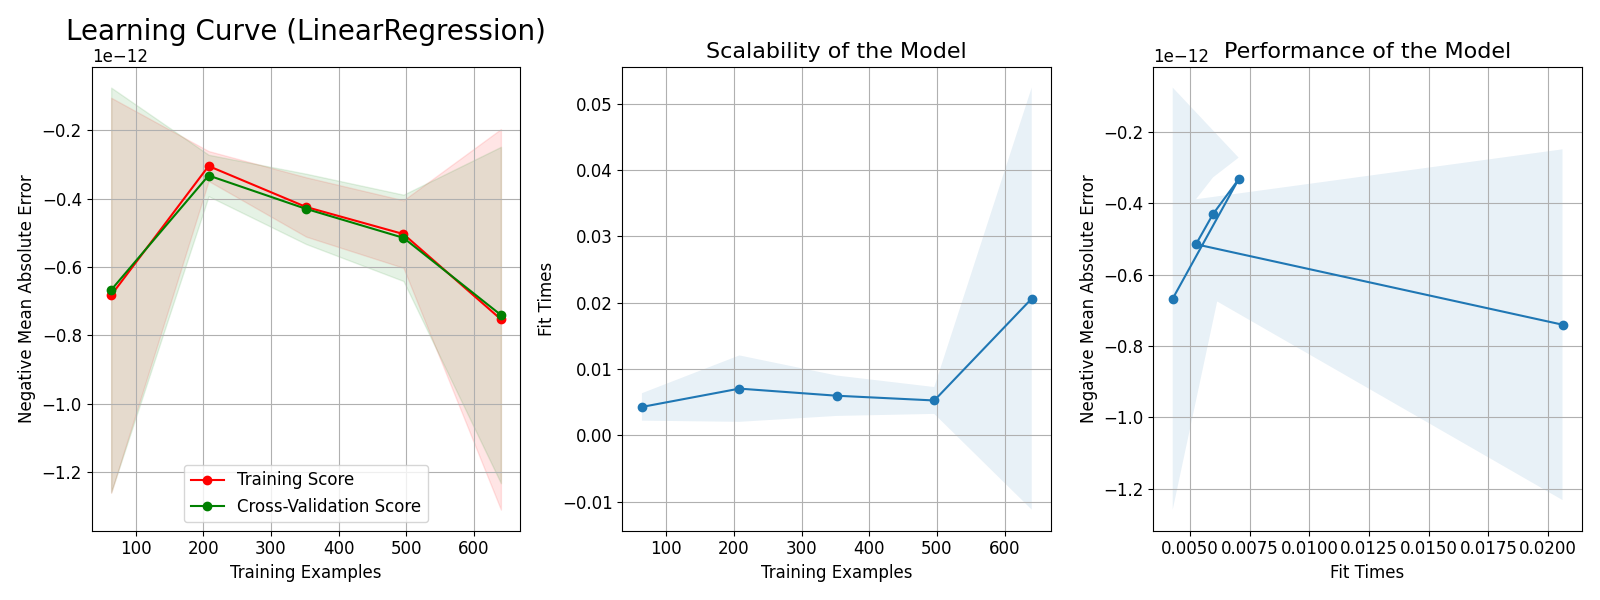 Learning Curve (LinearRegression)
1e−12
Negative Mean Absolute Error
−0.2
−0.4
−0.6
−0.8
−1.0
−1.2
Training Score
Cross-Validation Score
100 200 300 400 500 600
Training Examples
Scalability of the Model
Fit Times
0.05
0.04
0.03
0.02
0.01
0.00
−0.01
100 200 300 400 500 600
Training Examples
Performance of the Model
1e−12
Negative Mean Absolute Error
−0.2
−0.4
−0.6
−0.8
−1.0
−1.2
0.0050 0.0075 0.0100 0.0125 0.0150 0.0175 0.0200
Fit Times